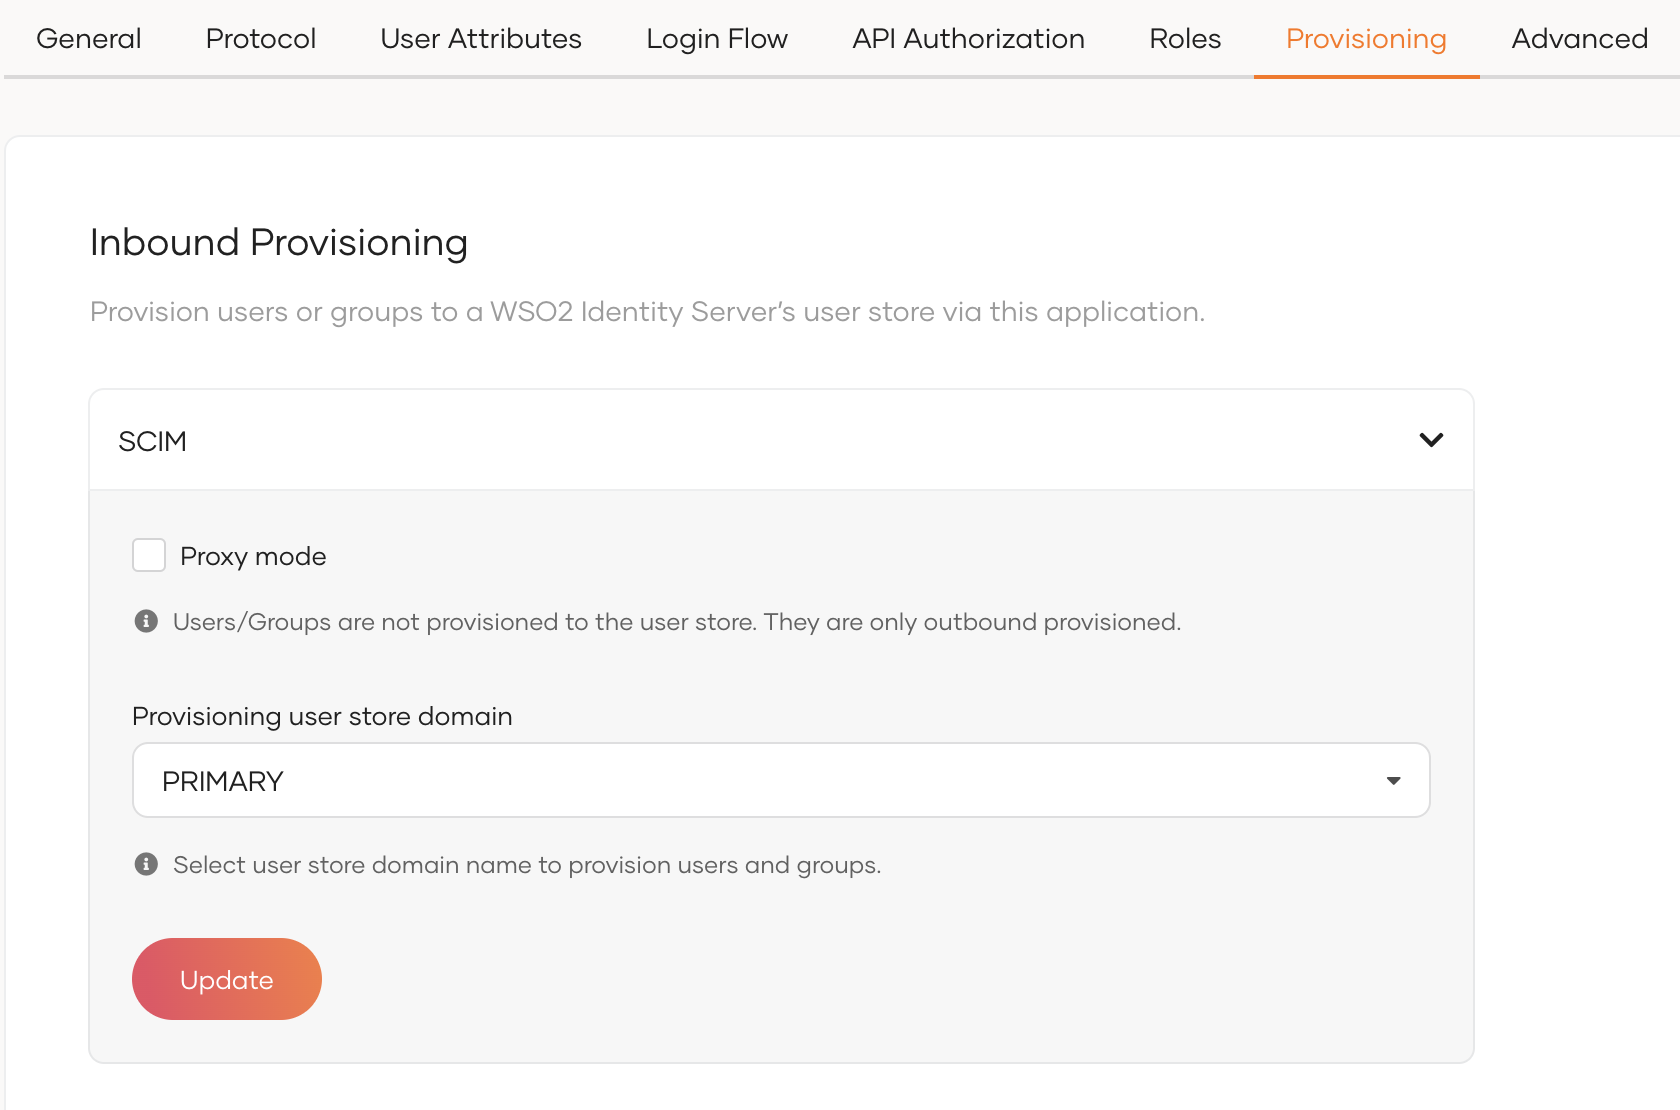 General Protocol User Attributes Login Flow API Authorization Roles Provisioning Advanced
Inbound Provisioning
Provision users or groups to a WSO2 Identity Server's user store via this application.
SCIM
Proxy mode
Users/Groups are not provisioned to the user store. They are only outbound provisioned.
Provisioning user store domain
PRIMARY
Select user store domain name to provision users and groups.
Update